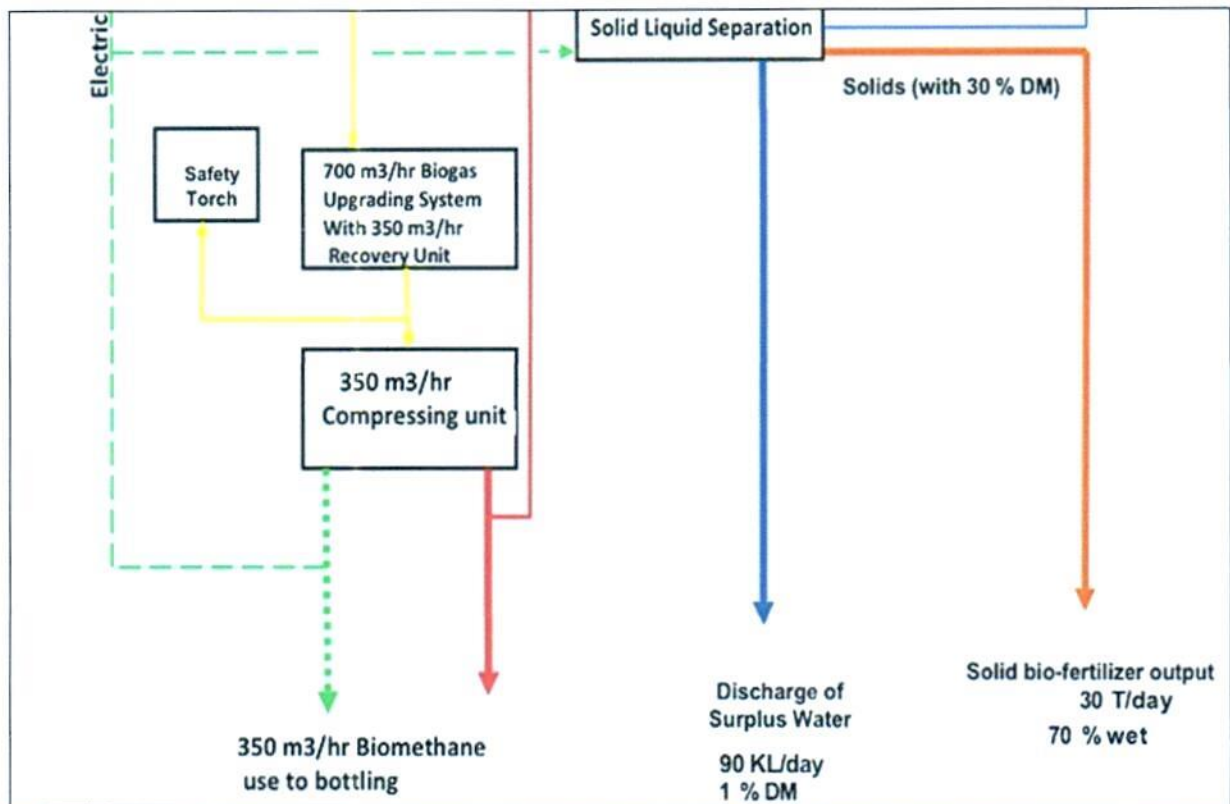 Electric
Solid Liquid Separation
Solids (with 30 % DM)
Safety
Torch
700 m3/hr Biogas
Upgrading System
With 350 m3/hr
Recovery Unit
350 m3/hr
Compressing unit
350 m3/hr Biomethane
use to bottling
Discharge of
Surplus Water
90 KL/day
1 % DM
Solid bio-fertilizer output
30 T/day
70 % wet